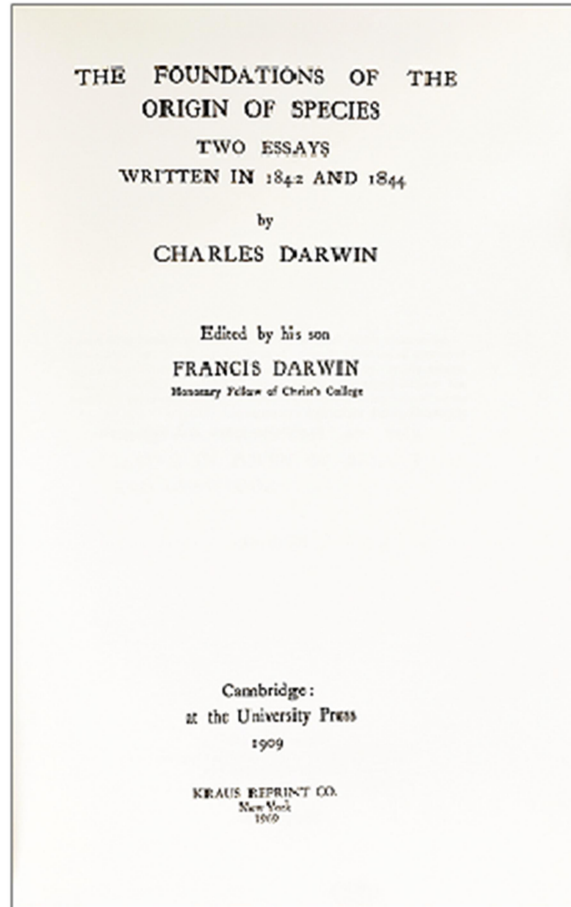 THE FOUNDATIONS OF THE
ORIGIN OF SPECIES
TWO ESSAYS
WRITTEN IN 1842 AND 1844
by
CHARLES DARWIN
Edited by his son
FRANCIS DARWIN
Honorary Fellow of Christ's College
Cambridge:
at the University Press
1909
KRAUS REPRINT CO.
New York
1969